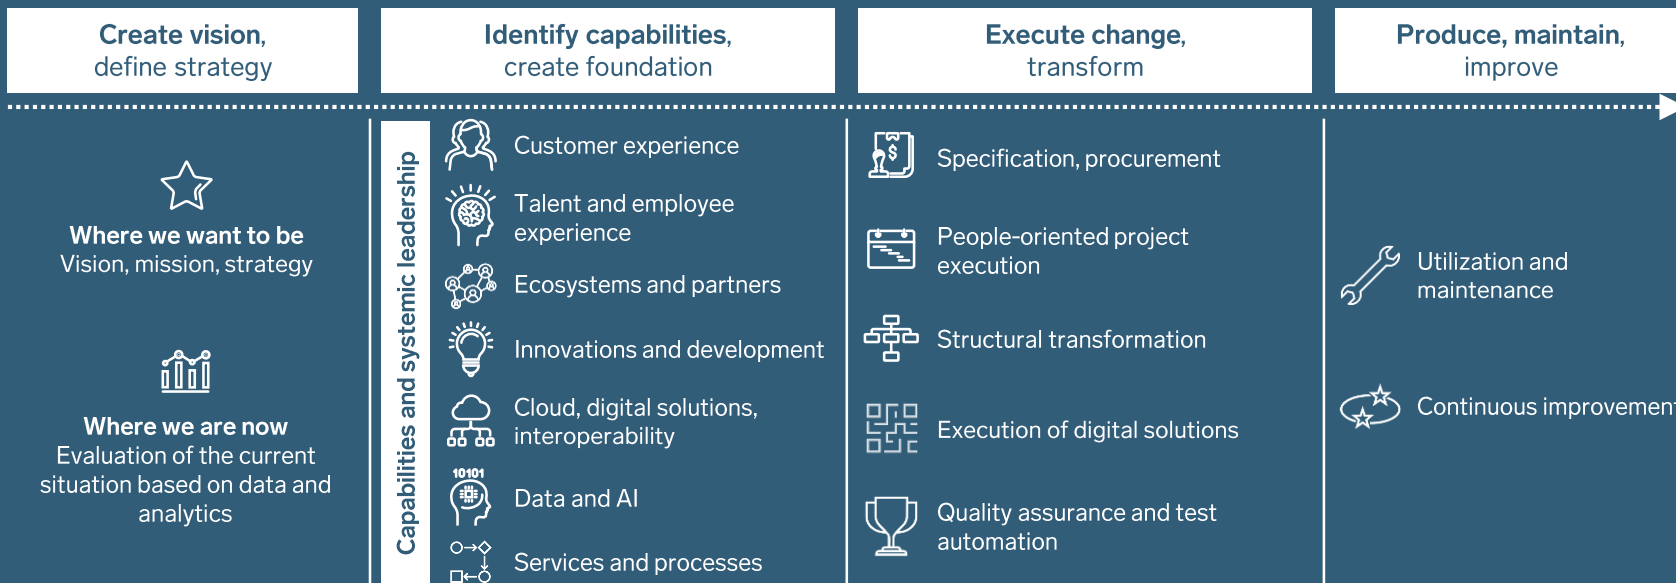 Create vision,
define strategy
Identify capabilities,
create foundation
Execute change,
transform
Produce, maintain,
improve
Where we want to be
Vision, mission, strategy
Where we are now
Evaluation of the current
situation based on data and
analytics
Capabilities and systemic leadership
Customer experience
Talent and employee
experience
Ecosystems and partners
Innovations and development
Cloud, digital solutions,
interoperability
10101
Data and AI
Services and processes
$
Specification, procurement
People-oriented project
execution
Structural transformation
Execution of digital solutions
Quality assurance and test
automation
Utilization and
maintenance
Continuous improvement